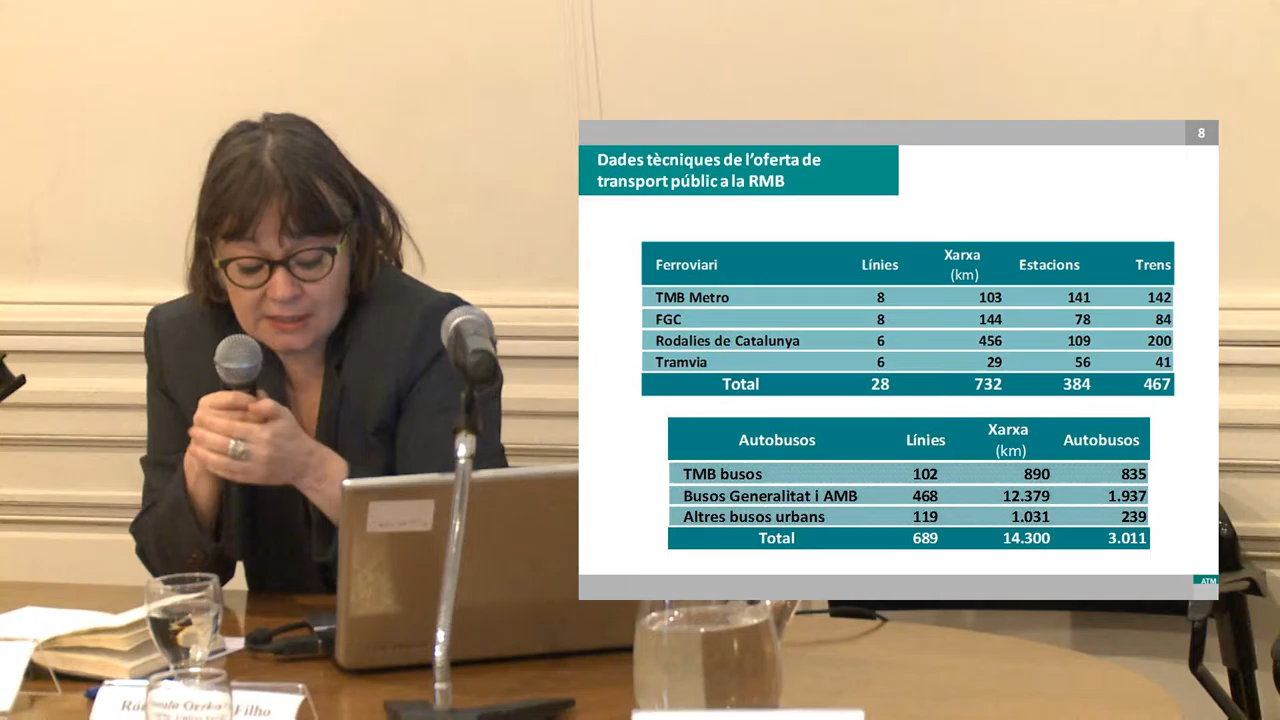 8
Dades tècniques de l’oferta de
transport públic a la RMB
Ferroviari Línies Xarxa (km) Estacions Trens
TMB Metro 8 103 141 142
FGC 8 144 78 84
Rodalies de Catalunya 6 456 109 200
Tramvia 6 29 56 41
Total 28 732 384 467
Autobusos Línies Xarxa (km) Autobusos
TMB busos 102 890 835
Busos Generalitat i AMB 468 12.379 1.937
Altres busos urbans 119 1.031 239
Total 689 14.300 3.011
ATM
Filho